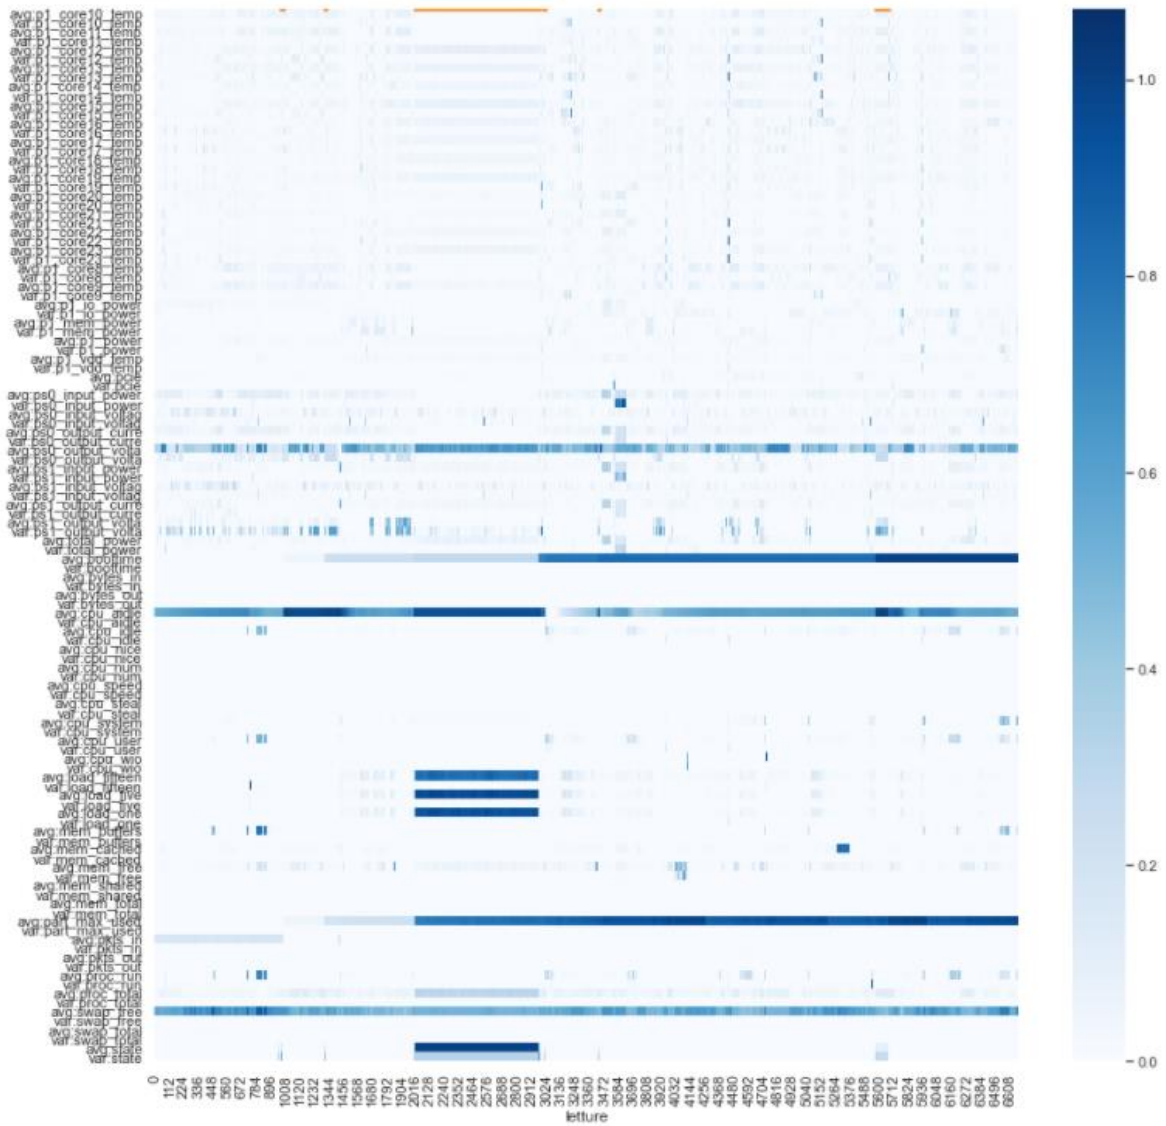 avg:p1_core10_temp
var:p1_core10_temp
avg:p1_core11_temp
var:p1_core11_temp
avg:p1_core12_temp
var:p1_core12_temp
avg:p1_core13_temp
var:p1_core13_temp
avg:p1_core14_temp
var:p1_core14_temp
avg:p1_core15_temp
var:p1_core15_temp
avg:p1_core16_temp
var:p1_core16_temp
avg:p1_core17_temp
var:p1_core17_temp
avg:p1_core18_temp
var:p1_core18_temp
avg:p1_core19_temp
var:p1_core19_temp
avg:p1_core20_temp
var:p1_core20_temp
avg:p1_core21_temp
var:p1_core21_temp
avg:p1_core22_temp
var:p1_core22_temp
avg:p1_core23_temp
var:p1_core23_temp
avg:p1_core8_temp
var:p1_core8_temp
avg:p1_core9_temp
var:p1_core9_temp
avg:p1_io_power
var:p1_io_power
avg:p1_mem_power
var:p1_mem_power
avg:p1_power
var:p1_power
avg:p1_vdd_temp
var:p1_vdd_temp
avg:pcie
var:pcie
avg:ps0_input_power
var:ps0_input_power
avg:ps0_input_voltag
var:ps0_input_voltag
avg:ps0_output_curre
var:ps0_output_curre
avg:ps0_output_volta
var:ps0_output_volta
avg:ps1_input_power
var:ps1_input_power
avg:ps1_input_voltag
var:ps1_input_voltag
avg:ps1_output_curre
var:ps1_output_curre
avg:ps1_output_volta
var:ps1_output_volta
avg:total_power
var:total_power
avg:boottime
var:boottime
avg:bytes_in
var:bytes_in
avg:bytes_out
var:bytes_out
avg:cpu_aidle
var:cpu_aidle
avg:cpu_idle
var:cpu_idle
avg:cpu_nice
var:cpu_nice
avg:cpu_num
var:cpu_num
avg:cpu_speed
var:cpu_speed
avg:cpu_steal
var:cpu_steal
avg:cpu_system
var:cpu_system
avg:cpu_user
var:cpu_user
avg:cpu_wio
var:cpu_wio
avg:load_fifteen
var:load_fifteen
avg:load_five
var:load_five
avg:load_one
var:load_one
avg:mem_buffers
var:mem_buffers
avg:mem_cached
var:mem_cached
avg:mem_free
var:mem_free
avg:mem_shared
var:mem_shared
avg:mem_total
var:mem_total
avg:part_max_used
var:part_max_used
avg:pkts_in
var:pkts_in
avg:pkts_out
var:pkts_out
avg:proc_run
var:proc_run
avg:proc_total
var:proc_total
avg:swap_free
var:swap_free
avg:swap_total
var:swap_total
avg:state
var:state
0 112 224 336 448 560 672 784 896 1008 1120 1232 1344 1456 1568 1680 1792 1904 2016 2128 2240 2352 2464 2576 2688 2800 2912 3024 3136 3248 3360 3472 3584 3696 3808 3920 4032 4144 4256 4368 4480 4592 4704 4816 4928 5040 5152 5264 5376 5488 5600 5712 5824 5936 6048 6160 6272 6384 6496 6608
letture
1.0
0.8
0.6
0.4
0.2
0.0